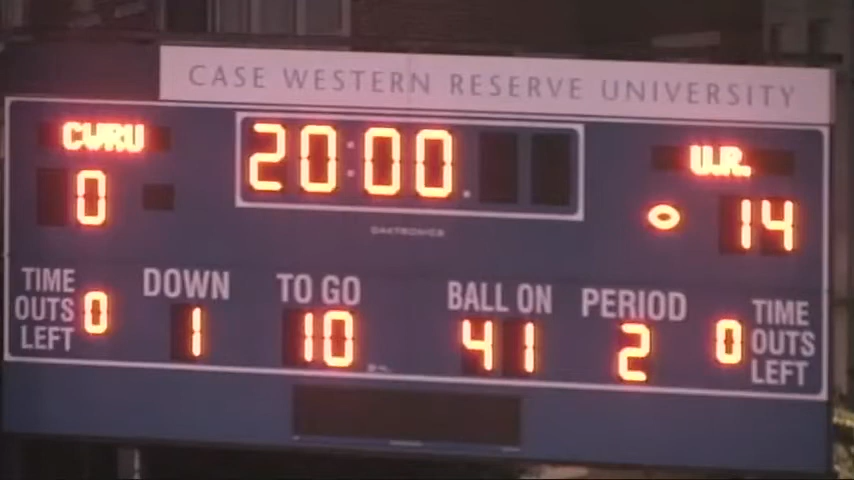 CASE WESTERN RESERVE UNIVERSITY
CWRU
20:00.
U.R.
0
14
DAKTRONICS
TIME OUTS LEFT 0
DOWN 1
TO GO 10
BALL ON 41
PERIOD 2
0 TIME OUTS LEFT